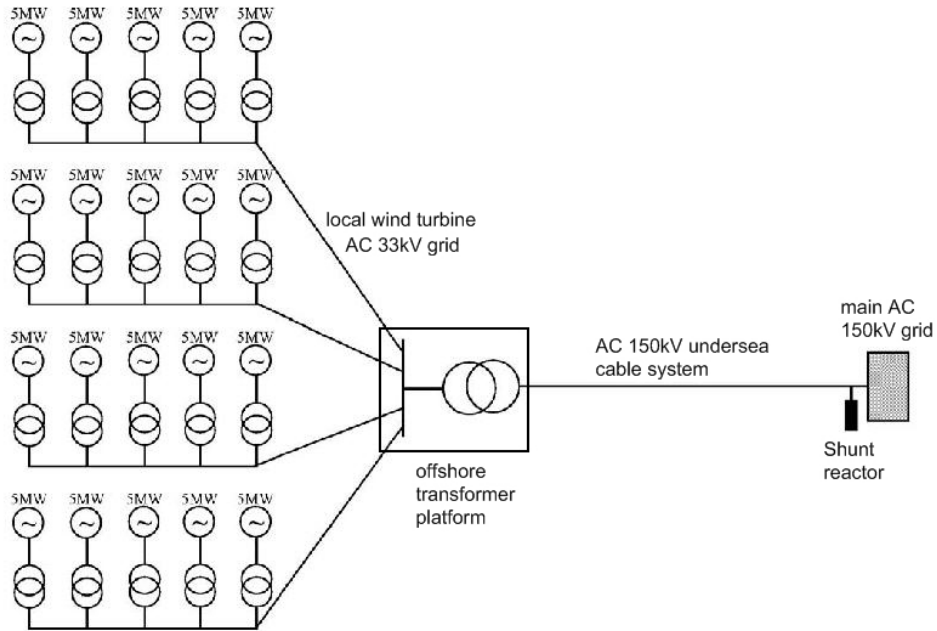 5MW 5MW 5MW 5MW 5MW
5MW 5MW 5MW 5MW 5MW
local wind turbine
AC 33kV grid
main AC
150kV grid
5MW 5MW 5MW 5MW 5MW
AC 150kV undersea
cable system
Shunt
reactor
offshore
transformer
platform
5MW 5MW 5MW 5MW 5MW